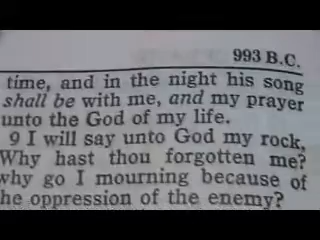 993 B.C.
time, and in the night his song
shall be with me, and my prayer
unto the God of my life.
9 I will say unto God my rock,
Why hast thou forgotten me?
why go I mourning because of
he oppression of the enemy?